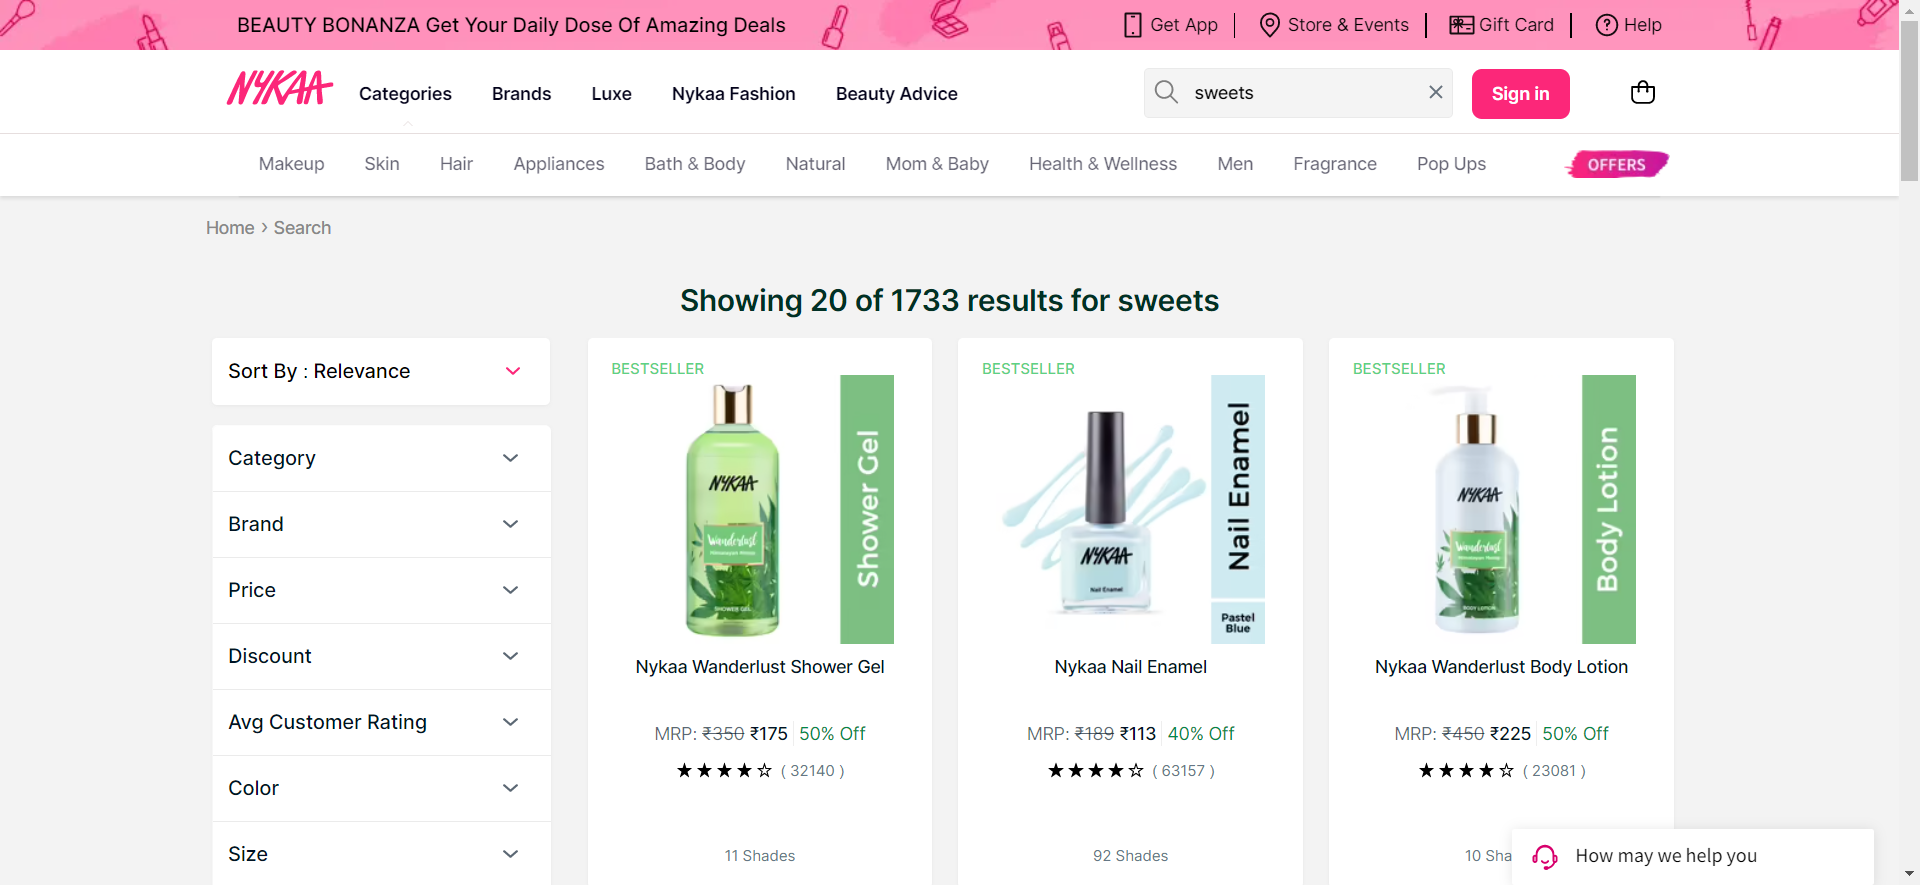 BEAUTY BONANZA Get Your Daily Dose Of Amazing Deals
Get App
Store & Events
Gift Card
Help
NYKAA
Categories
Brands
Luxe
Nykaa Fashion
Beauty Advice
sweets
Sign in
Makeup
Skin
Hair
Appliances
Bath & Body
Natural
Mom & Baby
Health & Wellness
Men
Fragrance
Pop Ups
OFFERS
Home › Search
Showing 20 of 1733 results for sweets
Sort By : Relevance
Category
Brand
Price
Discount
Avg Customer Rating
Color
Size
BESTSELLER
NYKAA
Wanderlust
SHOWER GEL
Shower Gel
Nykaa Wanderlust Shower Gel
MRP: ₹350 ₹175 50% Off
( 32140 )
11 Shades
BESTSELLER
NYKAA
Nail Enamel
Nail Enamel
Pastel
Blue
Nykaa Nail Enamel
MRP: ₹189 ₹113 40% Off
( 63157 )
92 Shades
BESTSELLER
NYKAA
Wanderlust
BODY LOTION
Body Lotion
Nykaa Wanderlust Body Lotion
MRP: ₹450 ₹225 50% Off
( 23081 )
10 Sha
How may we help you